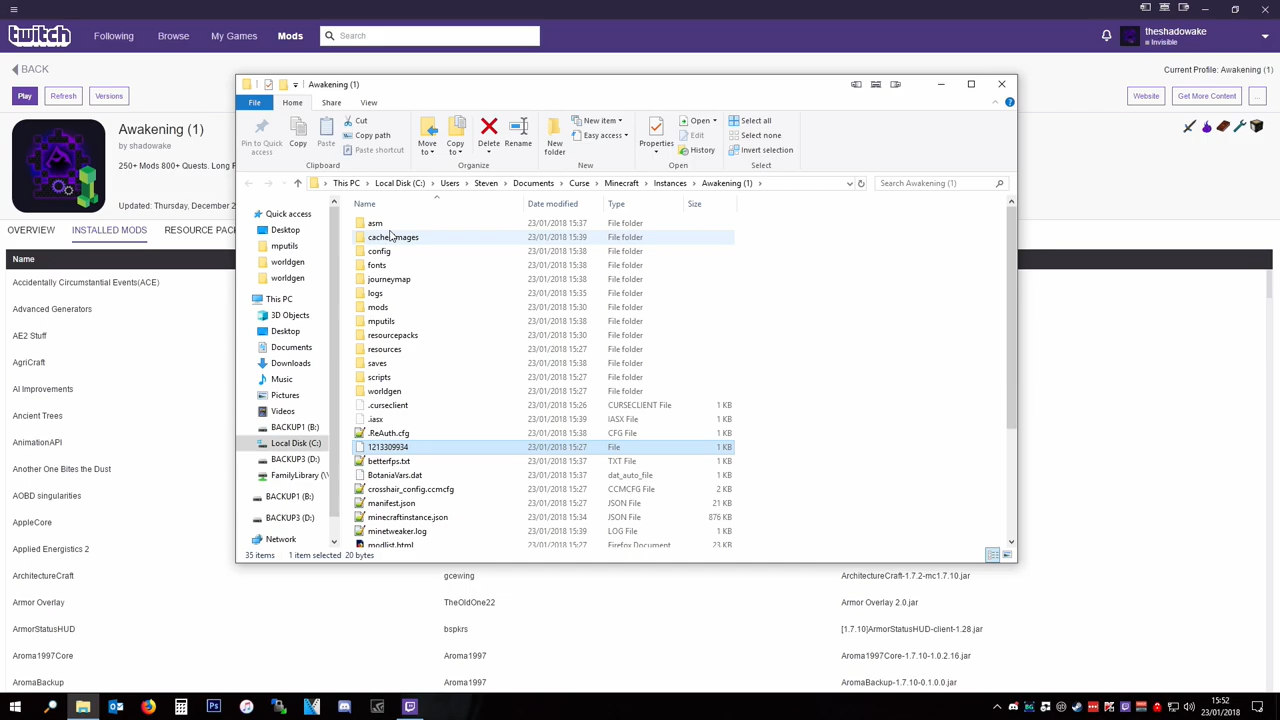 twitch
Following
Browse
My Games
Mods
Search
theshadowake
Invisible
BACK
Current Profile: Awakening (1)
Play
Refresh
Versions
Website
Get More Content
...
Awakening (1)
by shadowake
250+ Mods 800+ Quests. Long
Updated: Thursday, December 2
OVERVIEW
INSTALLED MODS
RESOURCE PAC
Name
Accidentally Circumstantial Events(ACE)
Advanced Generators
AE2 Stuff
AgriCraft
AI Improvements
Ancient Trees
AnimationAPI
Another One Bites the Dust
AOBD singularities
AppleCore
Applied Energistics 2
ArchitectureCraft gcewing ArchitectureCraft-1.7.2-mc1.7.10.jar
Armor Overlay TheOldOne22 Armor Overlay 2.0.jar
ArmorStatusHUD bspkrs [1.7.10]ArmorStatusHUD-client-1.28.jar
Aroma1997Core Aroma1997 Aroma1997Core-1.7.10-1.0.2.16.jar
AromaBackup Aroma1997 AromaBackup-1.7.10-0.1.0.0.jar
Awakening (1)
File
Home
Share
View
Pin to Quick
access
Copy
Paste
Cut
Copy path
Paste shortcut
Clipboard
Move
to
Copy
to
Delete
Rename
Organize
New
folder
New item
Easy access
New
Properties
Open
Edit
History
Open
Select all
Select none
Invert selection
Select
This PC
Local Disk (C:)
Users
Steven
Documents
Curse
Minecraft
Instances
Awakening (1)
Search Awakening (1)
Quick access
Desktop
mputils
worldgen
worldgen
This PC
3D Objects
Desktop
Documents
Downloads
Music
Pictures
Videos
BACKUP1 (B:)
Local Disk (C:)
BACKUP3 (D:)
FamilyLibrary (\\
BACKUP1 (B:)
BACKUP3 (D:)
Network
Name Date modified Type Size
asm 23/01/2018 15:37 File folder
cachedImages 23/01/2018 15:39 File folder
config 23/01/2018 15:38 File folder
fonts 23/01/2018 15:38 File folder
journeymap 23/01/2018 15:38 File folder
logs 23/01/2018 15:35 File folder
mods 23/01/2018 15:30 File folder
mputils 23/01/2018 15:38 File folder
resourcepacks 23/01/2018 15:30 File folder
resources 23/01/2018 15:27 File folder
saves 23/01/2018 15:38 File folder
scripts 23/01/2018 15:27 File folder
worldgen 23/01/2018 15:27 File folder
.curseclient 23/01/2018 15:26 CURSECLIENT File 1 KB
.iasx 23/01/2018 15:39 IASX File 1 KB
.ReAuth.cfg 23/01/2018 15:38 CFG File 1 KB
1213309934 23/01/2018 15:27 File 1 KB
betterfps.txt 23/01/2018 15:37 TXT File 1 KB
BotaniaVars.dat 23/01/2018 15:37 dat_auto_file 1 KB
crosshair_config.ccmcfg 23/01/2018 15:27 CCMCFG File 2 KB
manifest.json 23/01/2018 15:27 JSON File 21 KB
minecraftinstance.json 23/01/2018 15:34 JSON File 876 KB
minetweaker.log 23/01/2018 15:39 LOG File 1 KB
modlist.html 23/01/2018 15:27 Firefox Document 23 KB
35 items
1 item selected 20 bytes
15:52
23/01/2018